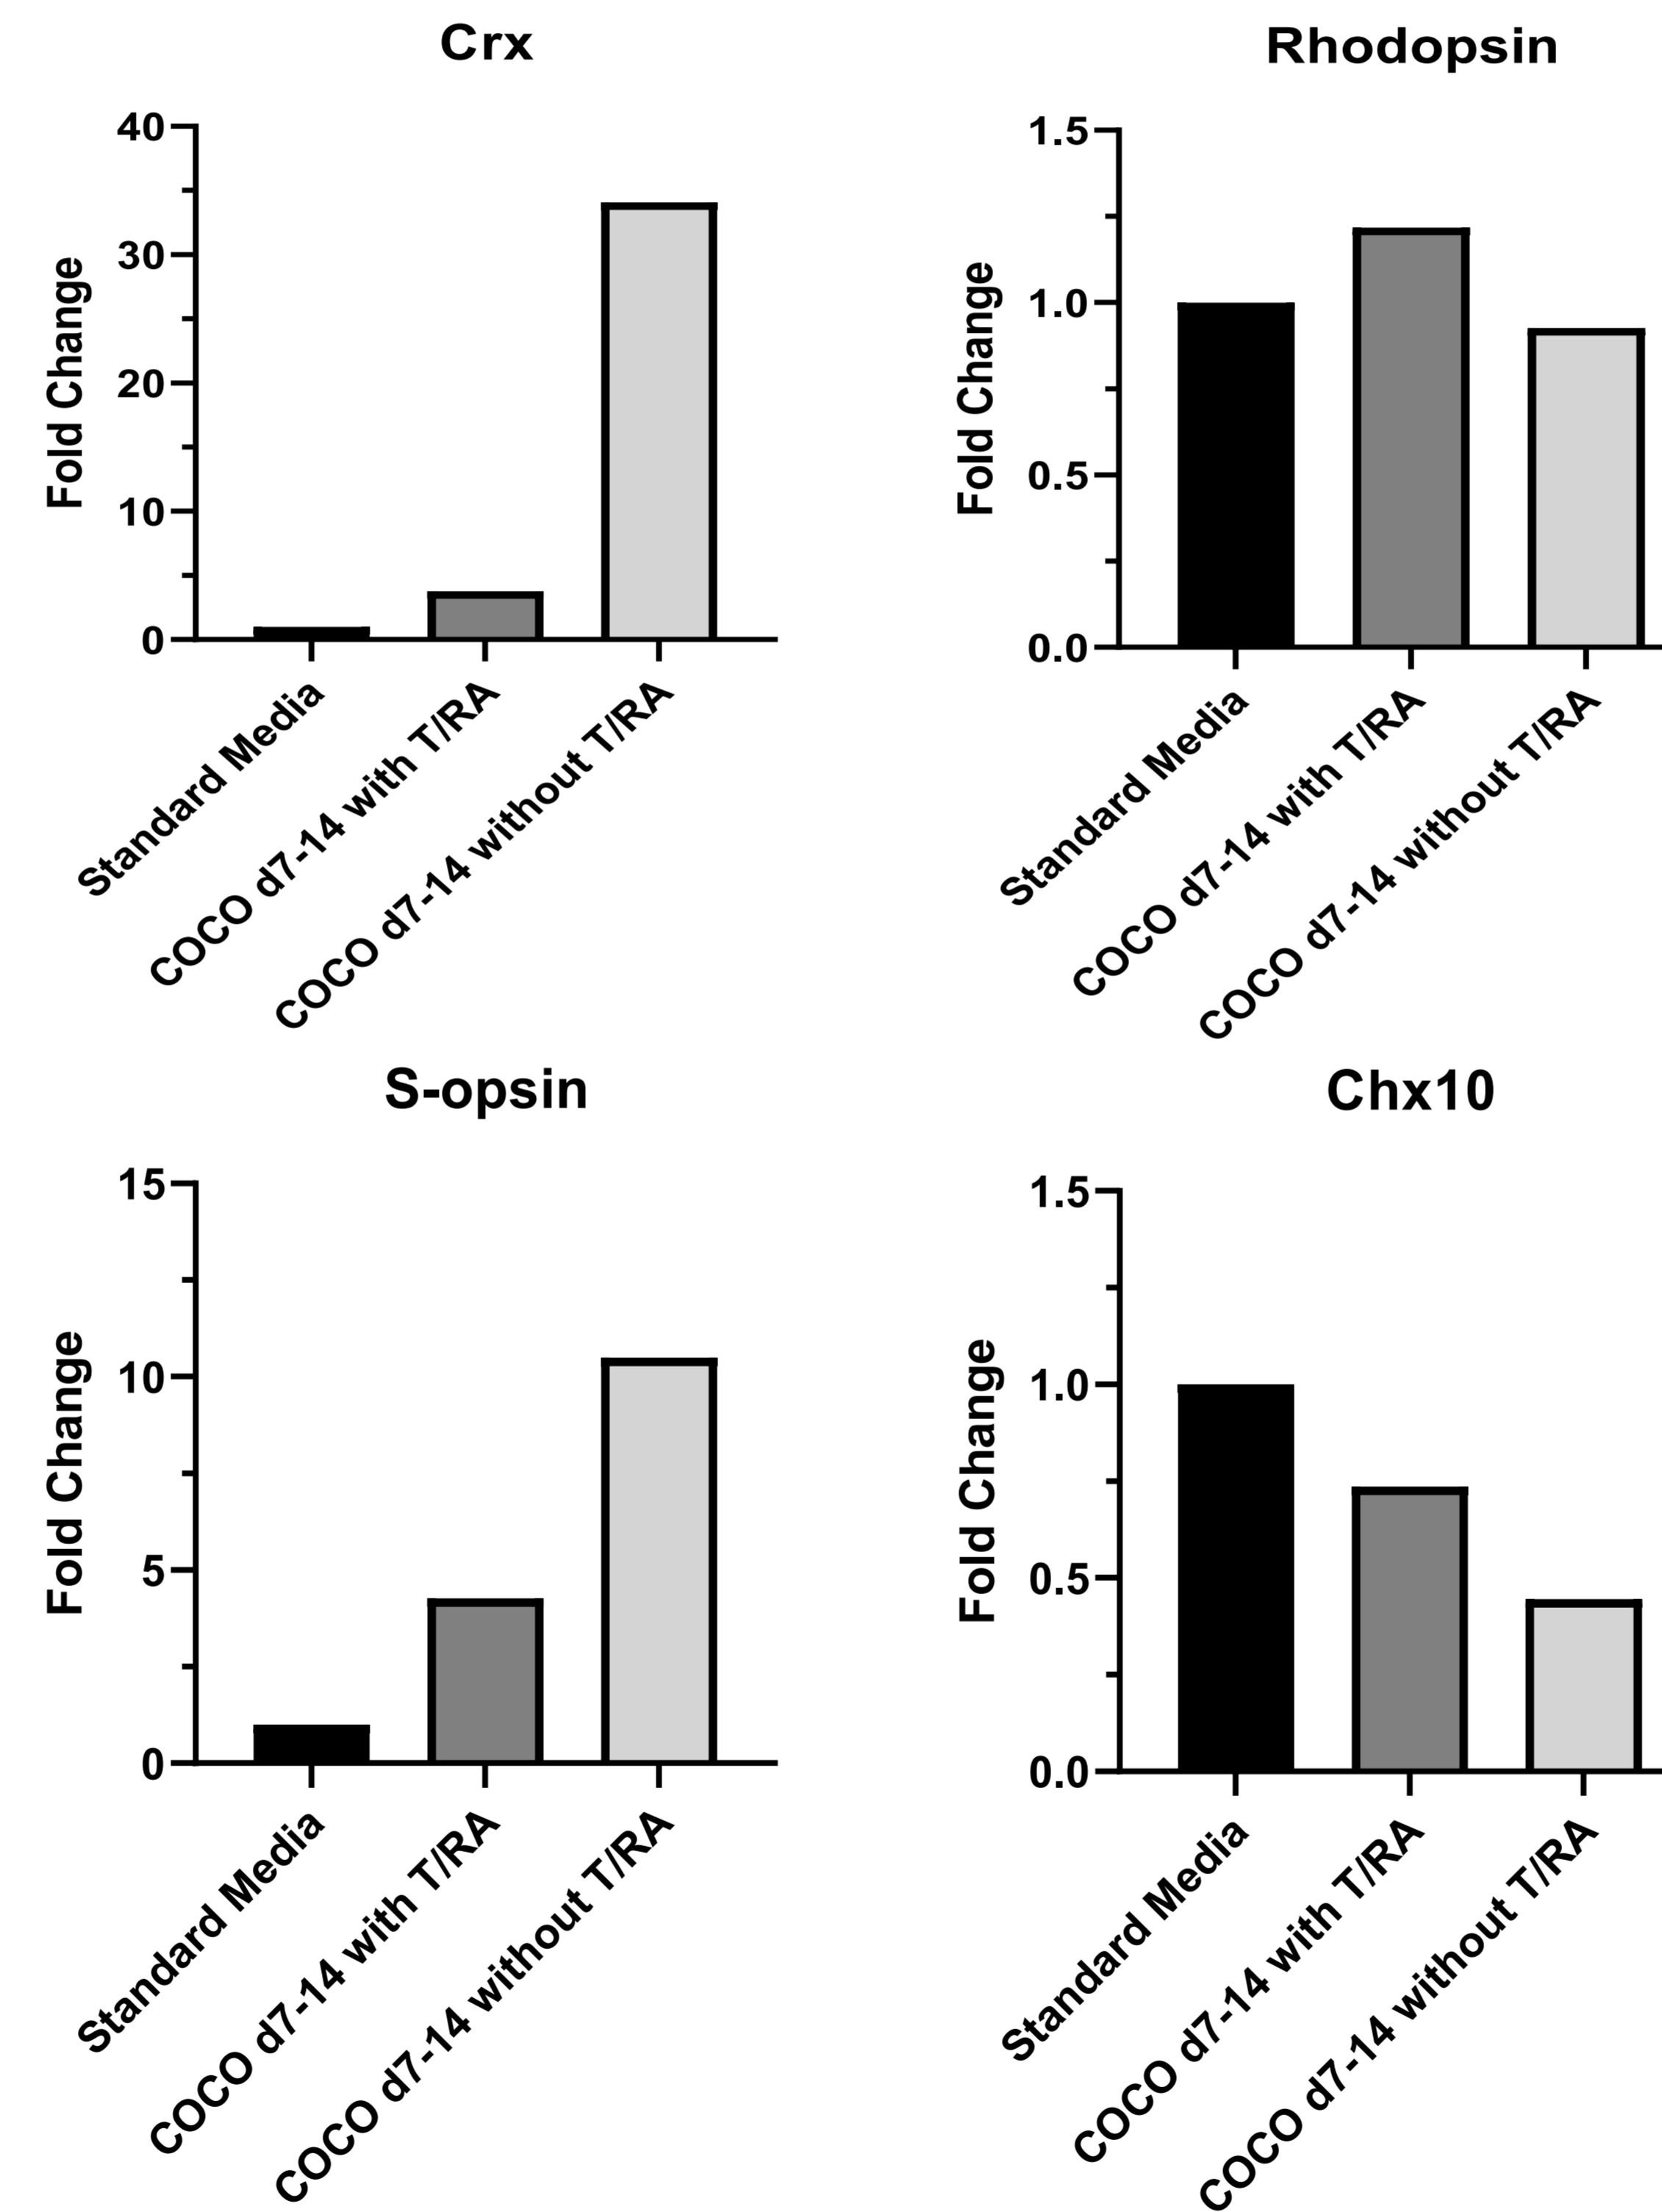 Crx
Fold Change
40
30
20
10
0
Standard Media
COCO d7-14 with T/RA
COCO d7-14 without T/RA
Rhodopsin
Fold Change
1.5
1.0
0.5
0.0
Standard Media
COCO d7-14 with T/RA
COCO d7-14 without T/RA
S-opsin
Fold Change
15
10
5
0
Standard Media
COCO d7-14 with T/RA
COCO d7-14 without T/RA
Chx10
Fold Change
1.5
1.0
0.5
0.0
Standard Media
COCO d7-14 with T/RA
COCO d7-14 without T/RA